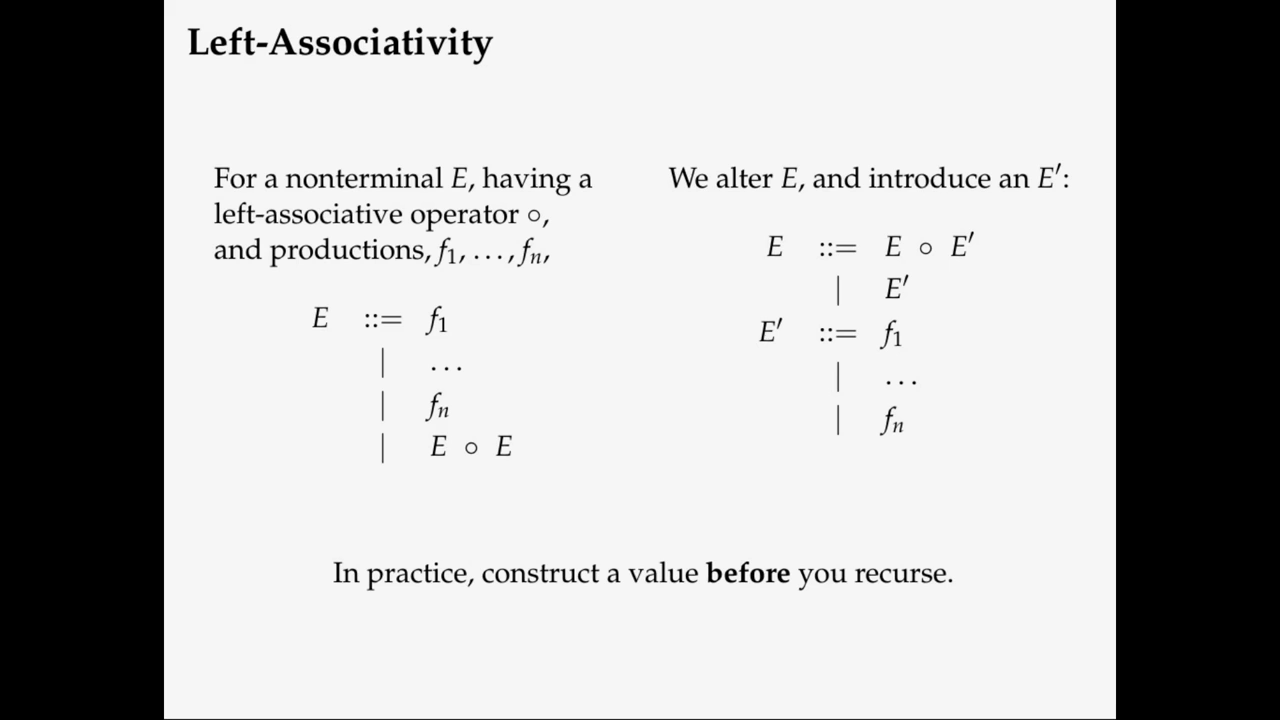 Left-Associativity
For a nonterminal E, having a
left-associative operator ∘,
and productions, f₁, …, fₙ,
E ::= f₁
| …
| fₙ
| E ∘ E
We alter E, and introduce an E′:
E ::= E ∘ E′
| E′
E′ ::= f₁
| …
| fₙ
In practice, construct a value before you recurse.